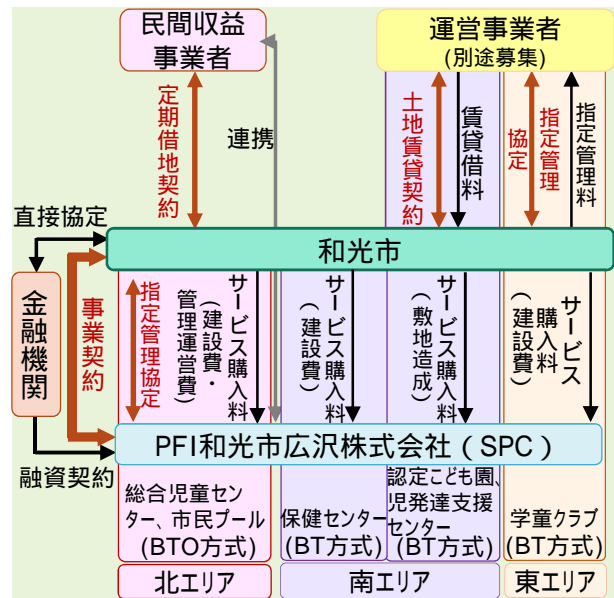 民間収益
事業者
運営事業者
(別途募集)
定期借地契約
連携
土地賃貸契約
賃貸借料
指定管理
協定
指定管理料
直接協定
和光市
金融機関
事業契約
指定管理協定
サービス購入料
(建設費・
管理運営費)
サービス購入料
(建設費)
サービス購入料
(敷地造成)
サービス
購入料
(建設費)
PFI和光市広沢株式会社(SPC)
融資契約
総合児童セン
ター、市民プール
(BTO方式)
保健センター
(BT方式)
認定こども園、
児発達支援
センター
(BT方式)
学童クラブ
(BT方式)
北エリア
南エリア
東エリア